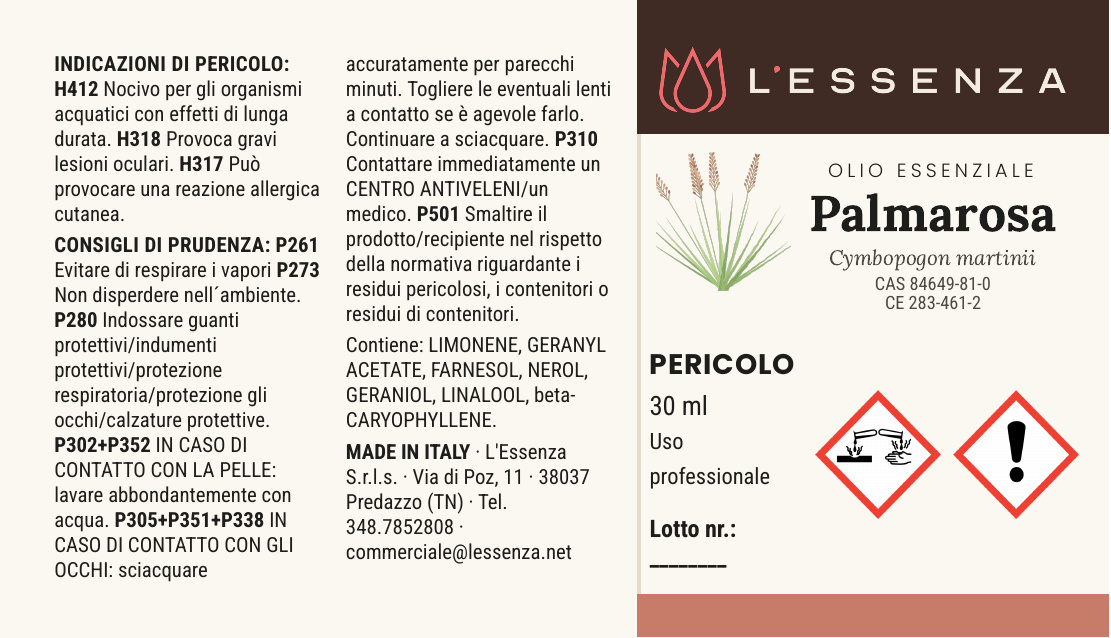 INDICAZIONI DI PERICOLO:
H412 Nocivo per gli organismi
acquatici con effetti di lunga
durata. H318 Provoca gravi
lesioni oculari. H317 Può
provocare una reazione allergica
cutanea.
CONSIGLI DI PRUDENZA: P261
Evitare di respirare i vapori P273
Non disperdere nell´ambiente.
P280 Indossare guanti
protettivi/indumenti
protettivi/protezione
respiratoria/protezione gli
occhi/calzature protettive.
P302+P352 IN CASO DI
CONTATTO CON LA PELLE:
lavare abbondantemente con
acqua. P305+P351+P338 IN
CASO DI CONTATTO CON GLI
OCCHI: sciacquare
accuratamente per parecchi
minuti. Togliere le eventuali lenti
a contatto se è agevole farlo.
Continuare a sciacquare. P310
Contattare immediatamente un
CENTRO ANTIVELENI/un
medico. P501 Smaltire il
prodotto/recipiente nel rispetto
della normativa riguardante i
residui pericolosi, i contenitori o
residui di contenitori.
Contiene: LIMONENE, GERANYL
ACETATE, FARNESOL, NEROL,
GERANIOL, LINALOOL, beta-
CARYOPHYLLENE.
MADE IN ITALY · L'Essenza
S.r.l.s. · Via di Poz, 11 · 38037
Predazzo (TN) · Tel.
348.7852808 ·
commerciale@lessenza.net
L'ESSENZA
OLIO ESSENZIALE
Palmarosa
Cymbopogon martinii
CAS 84649-81-0
CE 283-461-2
PERICOLO
30 ml
Uso
professionale
Lotto nr.:
________